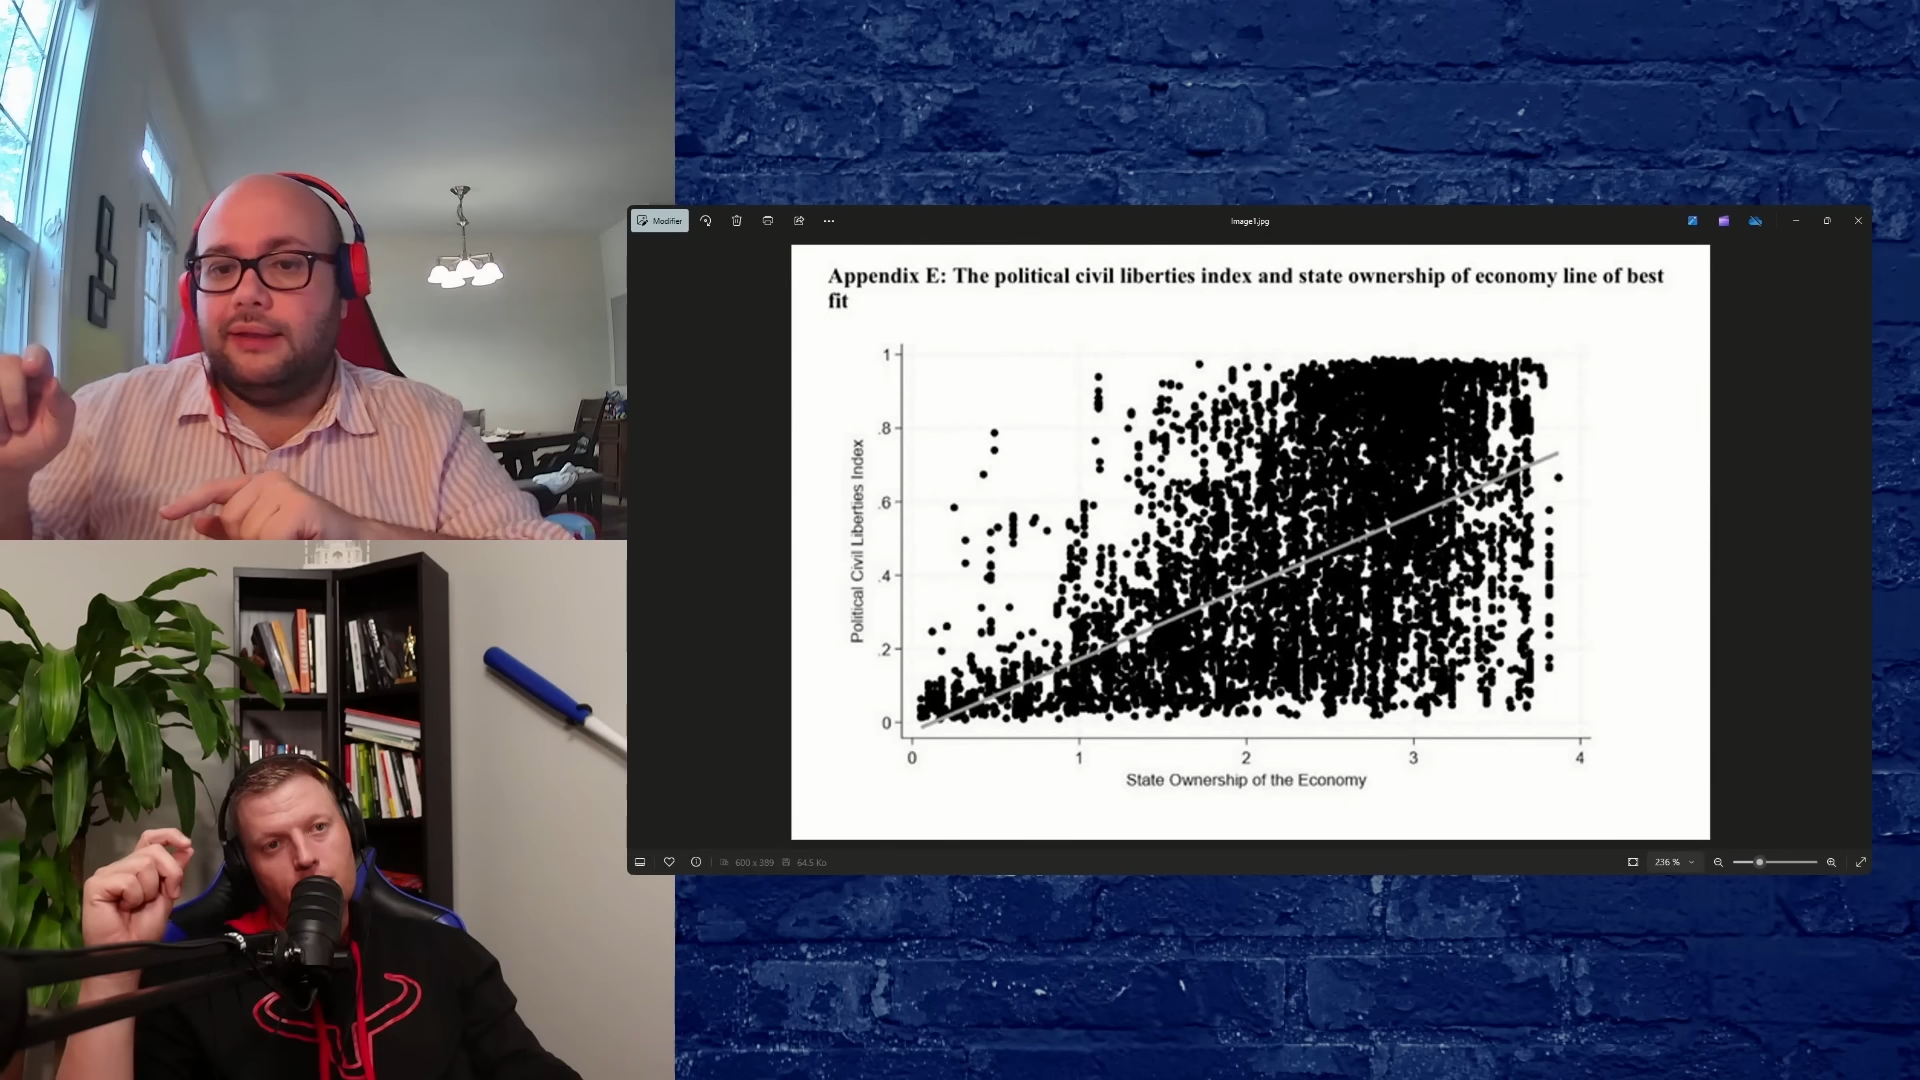 Modifier
Image1.jpg
Appendix E: The political civil liberties index and state ownership of economy line of best
fit
Political Civil Liberties Index
1
.8
.6
.4
.2
0
0 1 2 3 4
State Ownership of the Economy
600 x 389 64.5 Ko
236 %